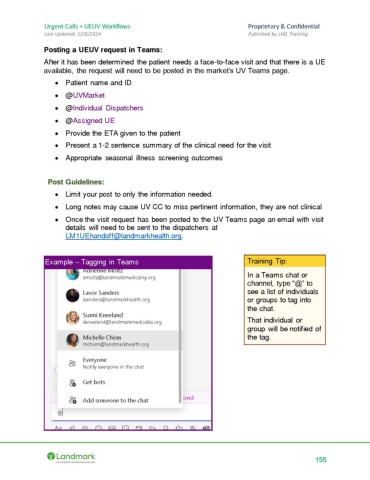 Urgent Calls + UEUV Workflows
Proprietary & Confidential
Last Updated: 1/26/2024
Published by LM1 Training
Posting a UEUV request in Teams:
After it has been determined the patient needs a face-to-face visit and that there is a UE
available, the request will need to be posted in the market's UV Teams page.
• Patient name and ID
• @UVMarket
• @Individual Dispatchers
• @Assigned UE
• Provide the ETA given to the patient
• Present a 1-2 sentence summary of the clinical need for the visit
• Appropriate seasonal illness screening outcomes
Post Guidelines:
• Limit your post to only the information needed.
• Long notes may cause UV CC to miss pertinent information, they are not clinical
• Once the visit request has been posted to the UV Teams page an email with visit
details will need to be sent to the dispatchers at
LM1UEhandoff@landmarkhealth.org.
Example – Tagging in Teams
Adrienne Moltz
amoltz@landmarkmedicalny.org
Lavor Sanders
lsanders@landmarkhealth.org
Sunni Kneeland
skneeland@landmarkmedicalka.org
Michelle Chism
mchism@landmarkhealth.org
Everyone
Notify everyone in the chat
Get bots
Add someone to the chat
ond
@
Training Tip:
In a Teams chat or
channel, type "@" to
see a list of individuals
or groups to tag into
the chat.
That individual or
group will be notified of
the tag.
Landmark
155